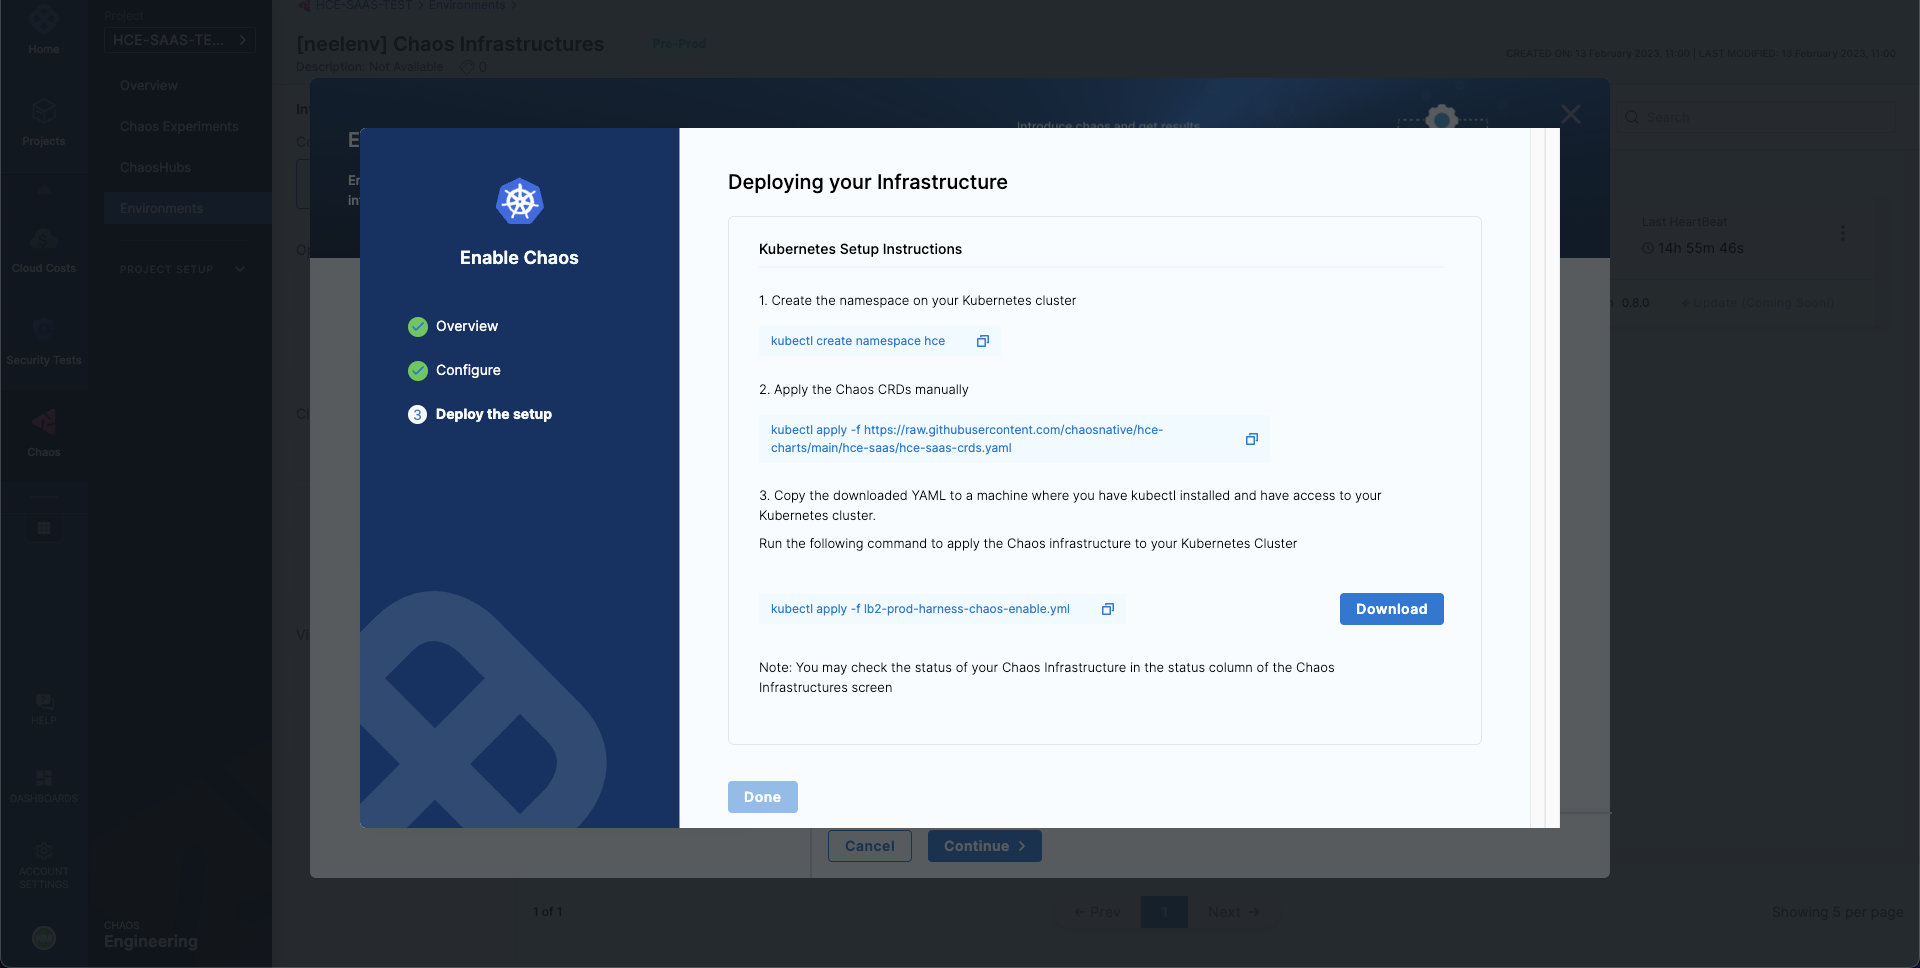 Home
Projects
Cloud Costs
Security Tests
Chaos
HELP
DASHBOARDS
ACCOUNT
SETTINGS
Project
HCE-SAAS-TE...
Overview
Chaos Experiments
ChaosHubs
Environments
PROJECT SETUP
CHAOS
Engineering
HCE-SAAS-TEST > Environments >
[neelenv] Chaos Infrastructures
Pre-Prod
Description: Not Available 0
CREATED ON: 13 February 2023, 11:00 | LAST MODIFIED: 13 February 2023, 11:00
Search
Introduce chaos and get results
Last HeartBeat
14h 55m 46s
0.8.0
Update (Coming Soon)
Enable Chaos
Overview
Configure
3 Deploy the setup
Deploying your Infrastructure
Kubernetes Setup Instructions
1. Create the namespace on your Kubernetes cluster
kubectl create namespace hce
2. Apply the Chaos CRDs manually
kubectl apply -f https://raw.githubusercontent.com/chaosnative/hce-
charts/main/hce-saas/hce-saas-crds.yaml
3. Copy the downloaded YAML to a machine where you have kubectl installed and have access to your
Kubernetes cluster.
Run the following command to apply the Chaos infrastructure to your Kubernetes Cluster
kubectl apply -f lb2-prod-harness-chaos-enable.yml
Download
Note: You may check the status of your Chaos Infrastructure in the status column of the Chaos
Infrastructures screen
Done
Cancel
Continue >
1 of 1
← Prev
1
Next →
Showing 5 per page